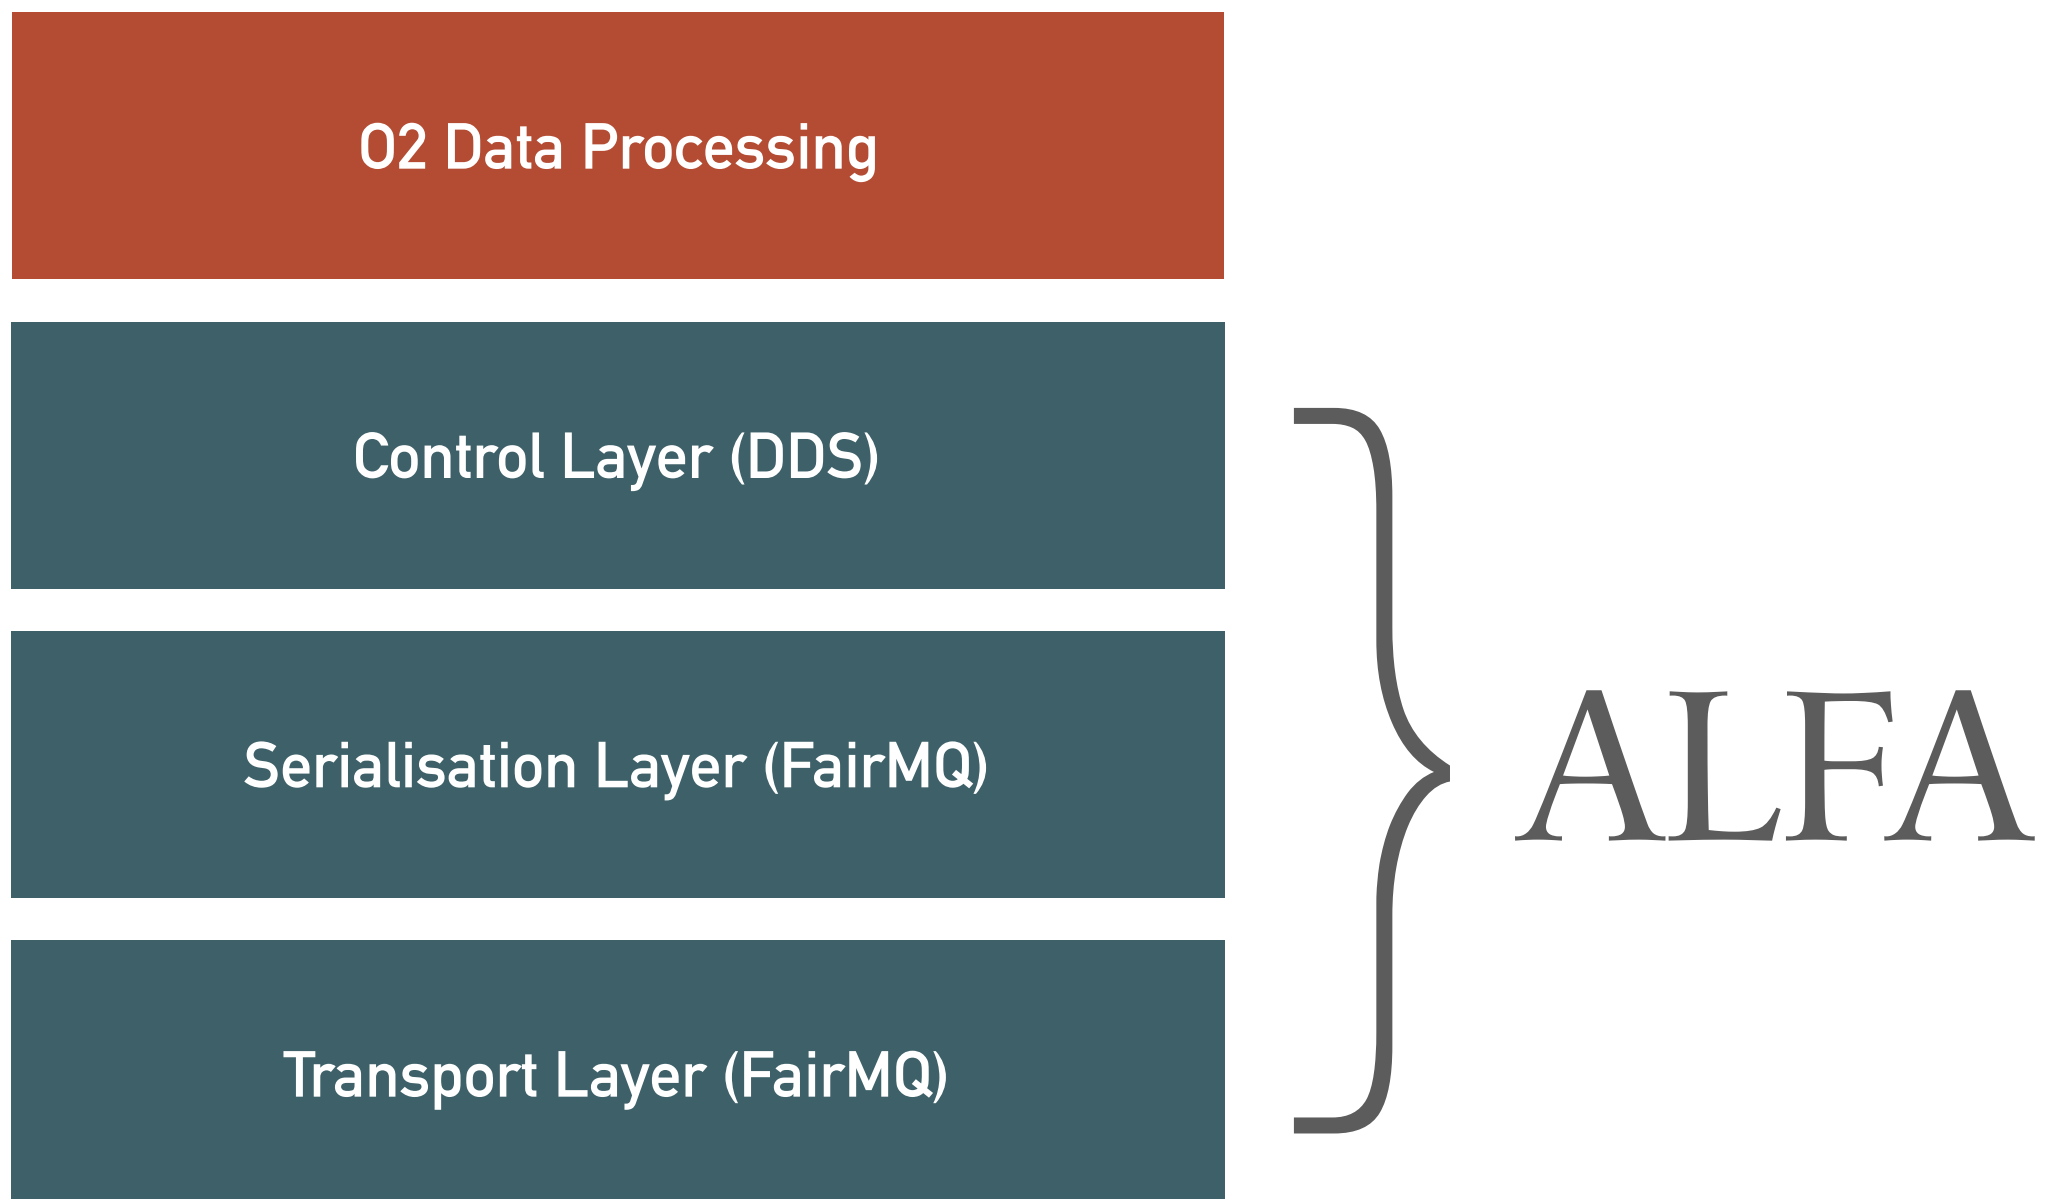 O2 Data Processing
Control Layer (DDS)
Serialisation Layer (FairMQ)
ALFA
Transport Layer (FairMQ)